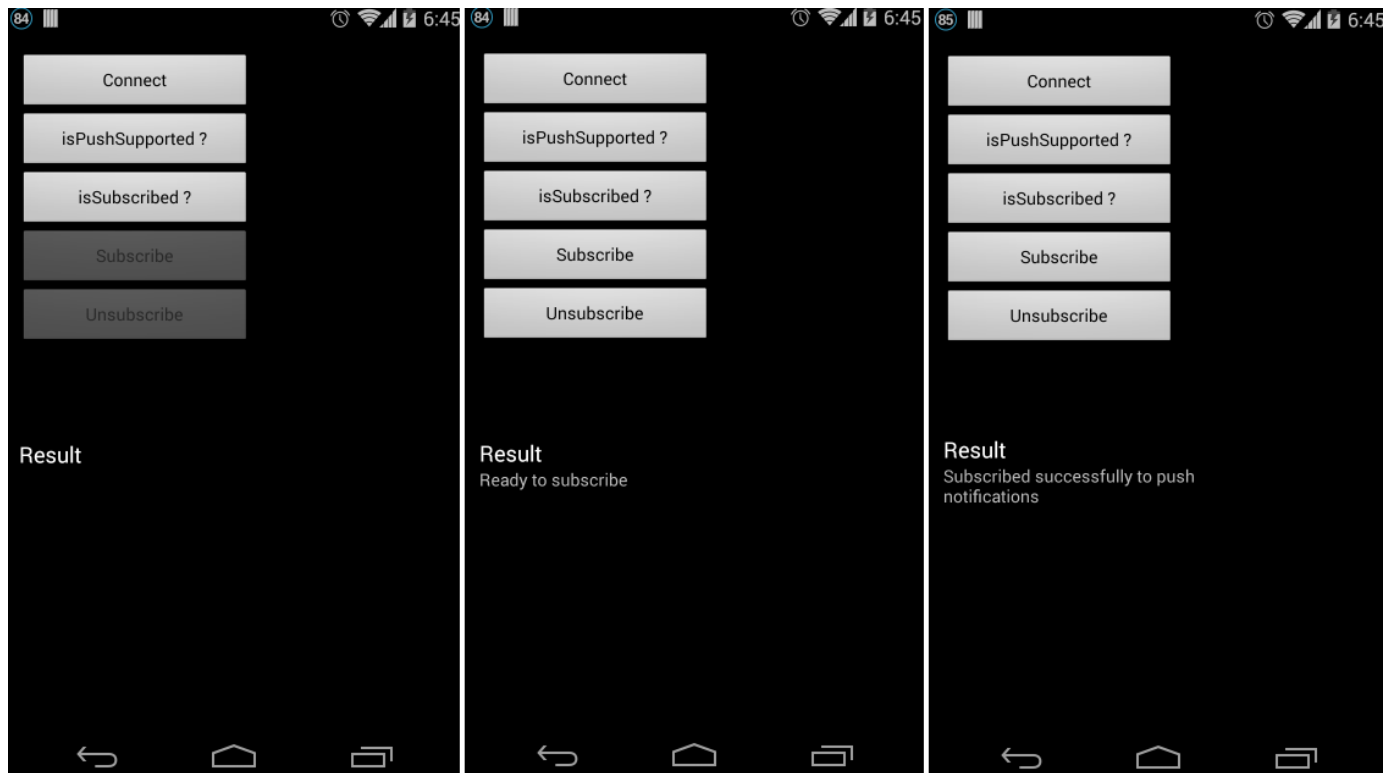 84 6:45
Connect
isPushSupported ?
isSubscribed ?
Subscribe
Unsubscribe
Result
84 6:45
Connect
isPushSupported ?
isSubscribed ?
Subscribe
Unsubscribe
Result
Ready to subscribe
85 6:45
Connect
isPushSupported ?
isSubscribed ?
Subscribe
Unsubscribe
Result
Subscribed successfully to push
notifications